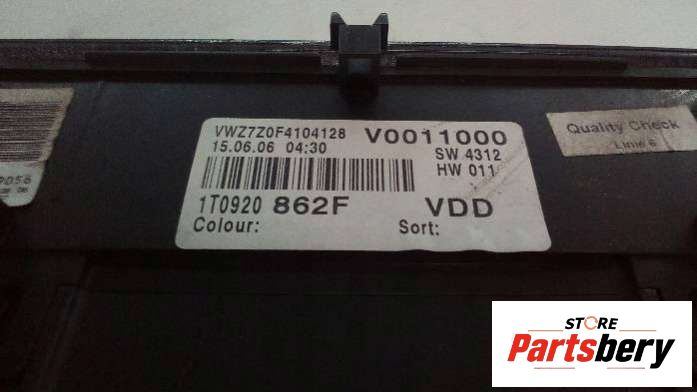 VWZ7Z0F4104128 V0011000
15.06.06 04:30 SW 4312
HW 011
1T0920 862F VDD
Colour: Sort:
Quality Check
Linie 6
9056
STORE
Partsbery